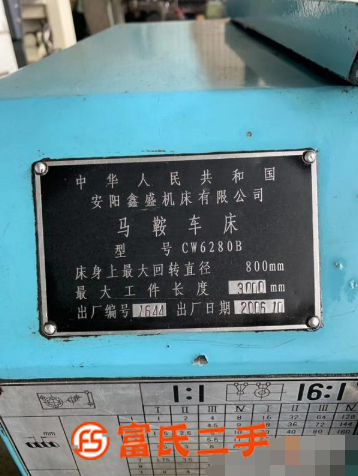 中华人民共和国
安阳鑫盛机床有限公司
马鞍车床
型号 CW6280B
床身上最大回转直径 800mm
最大工件长度 3000mm
出厂编号 1644 出厂日期 2006.10
1:1 16:1
mm
富氏二手